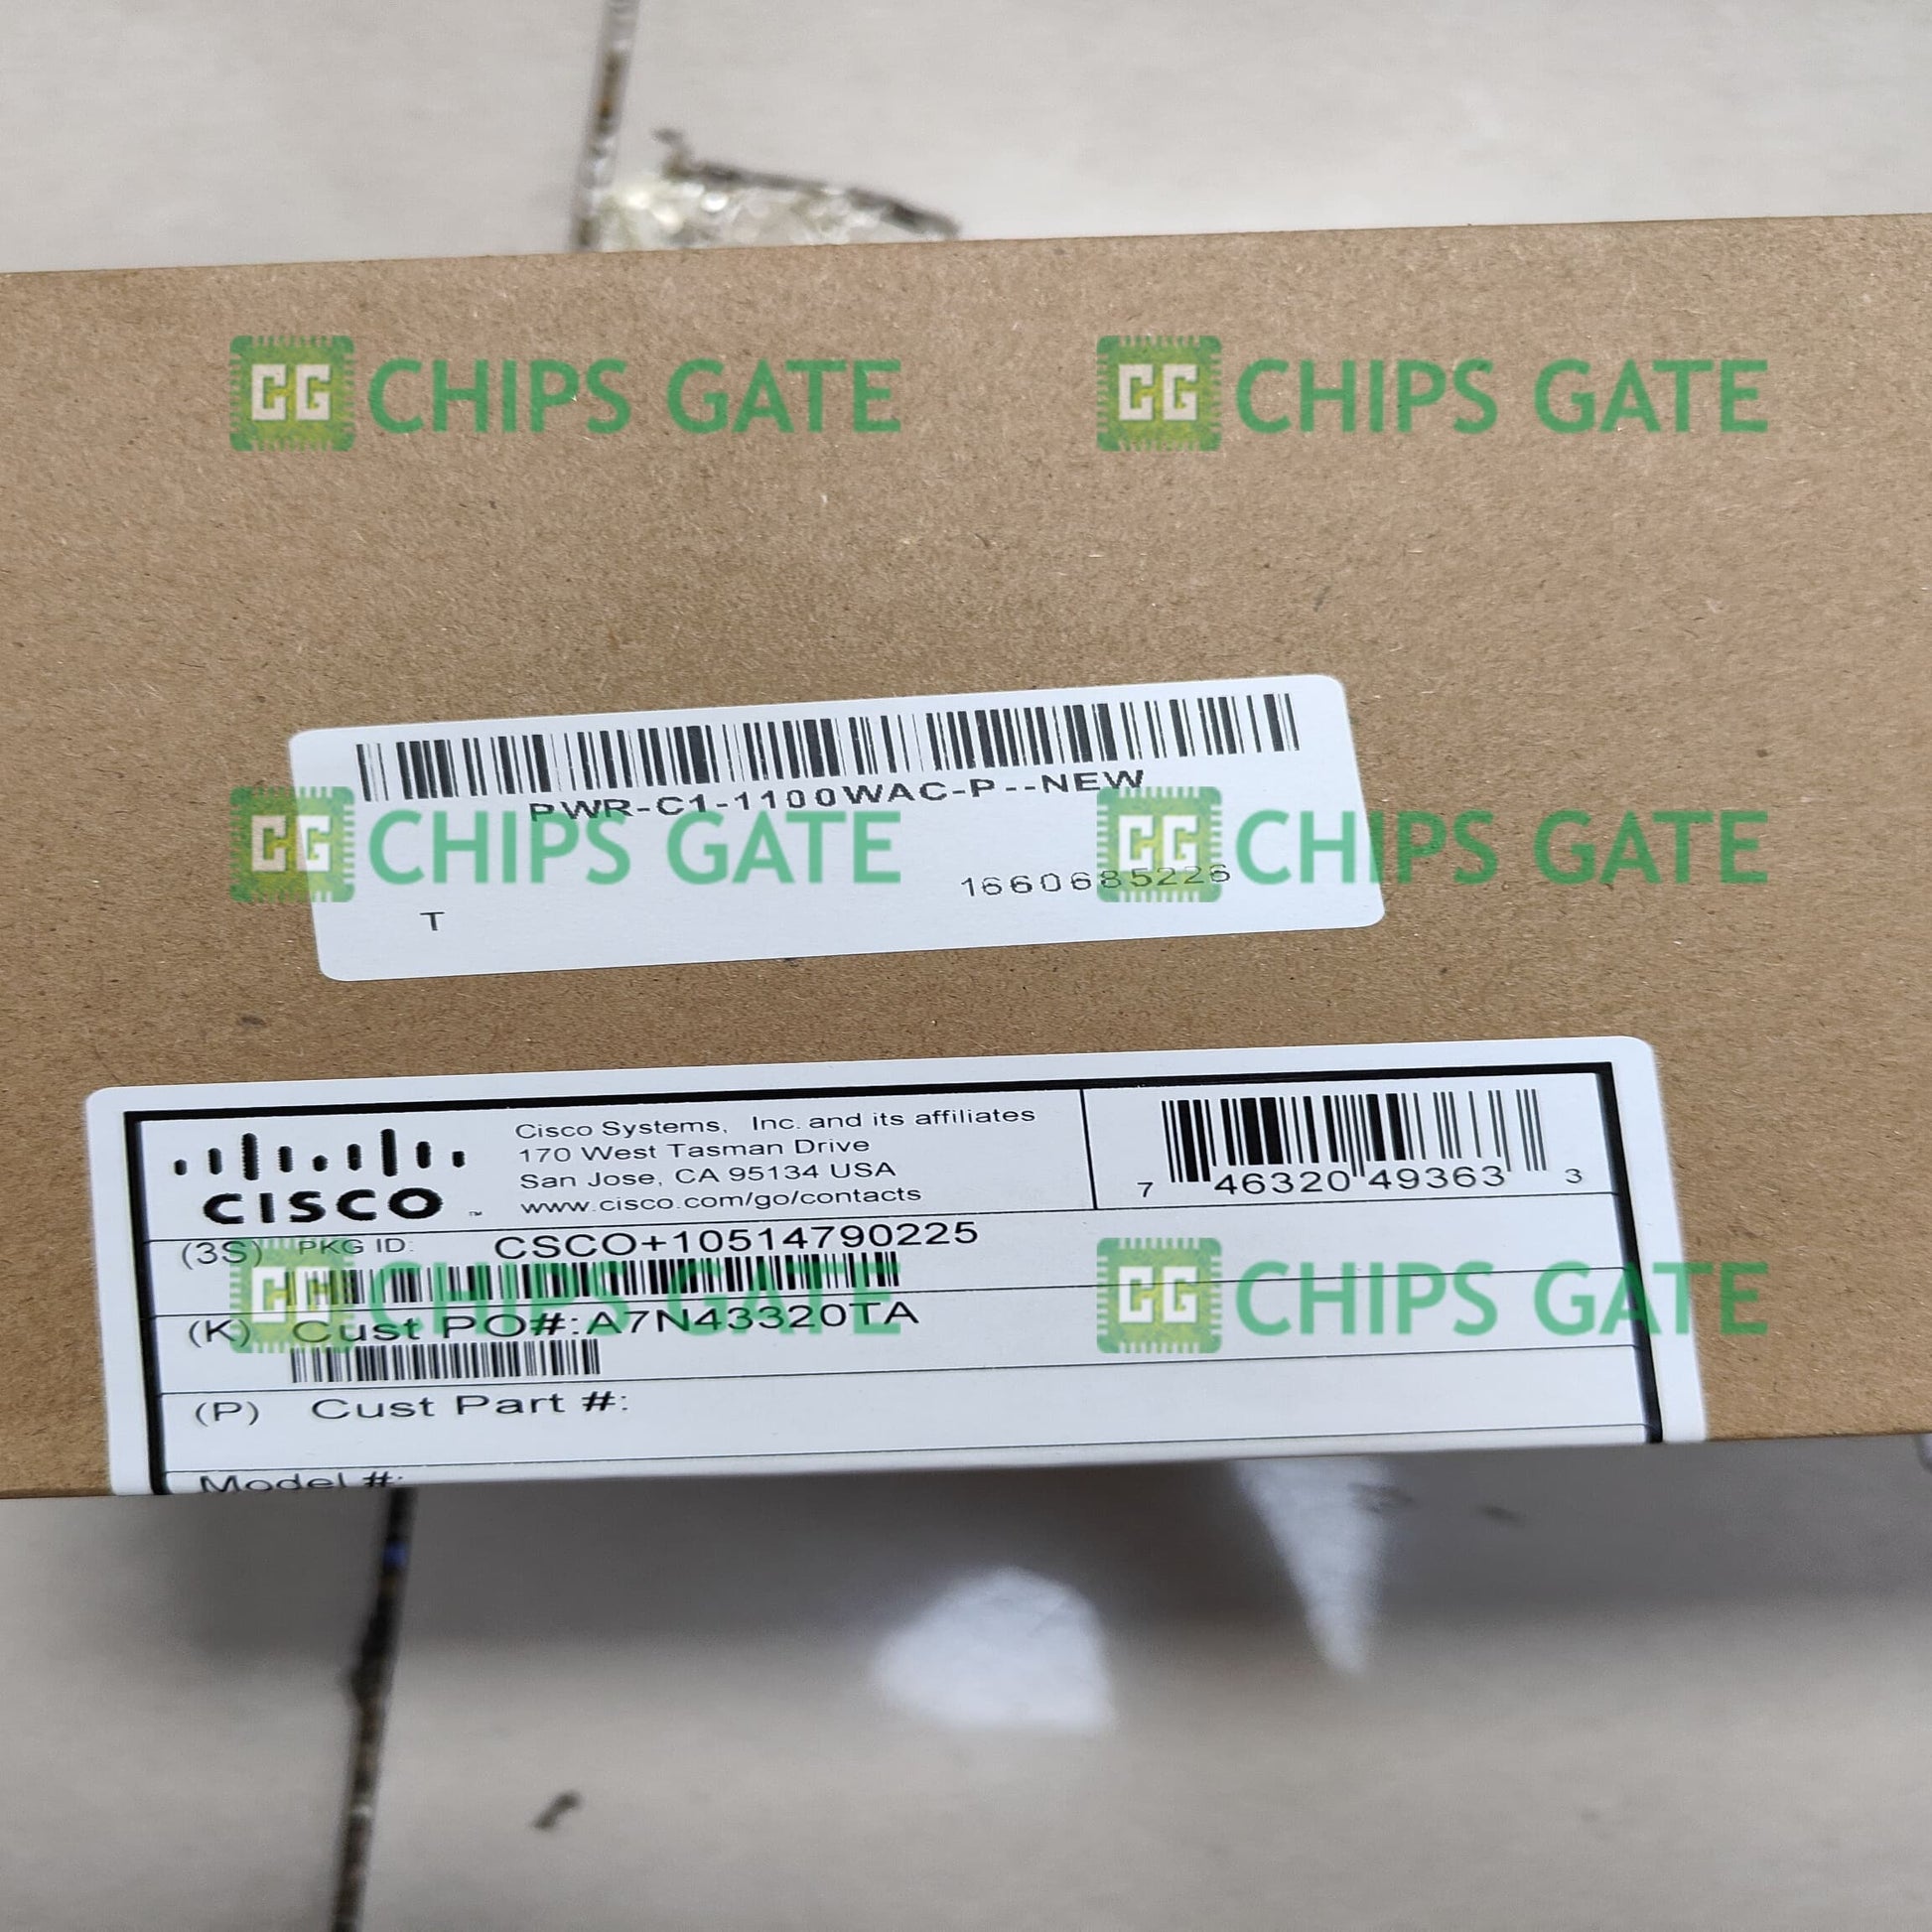 CG CHIPS GATE
CG CHIPS GATE
PWR-C1-1100WAC-P--NEW
CG CHIPS GATE
CG CHIPS GATE
1660685226
T
CISCO™
Cisco Systems, Inc. and its affiliates
170 West Tasman Drive
San Jose, CA 95134 USA
www.cisco.com/go/contacts
7 46320 49363 3
(3S) PKG ID: CSCO+10514790225
CG CHIPS GATE
CG CHIPS GATE
(K) Cust PO#:A7N43320TA
(P) Cust Part #:
Model #: